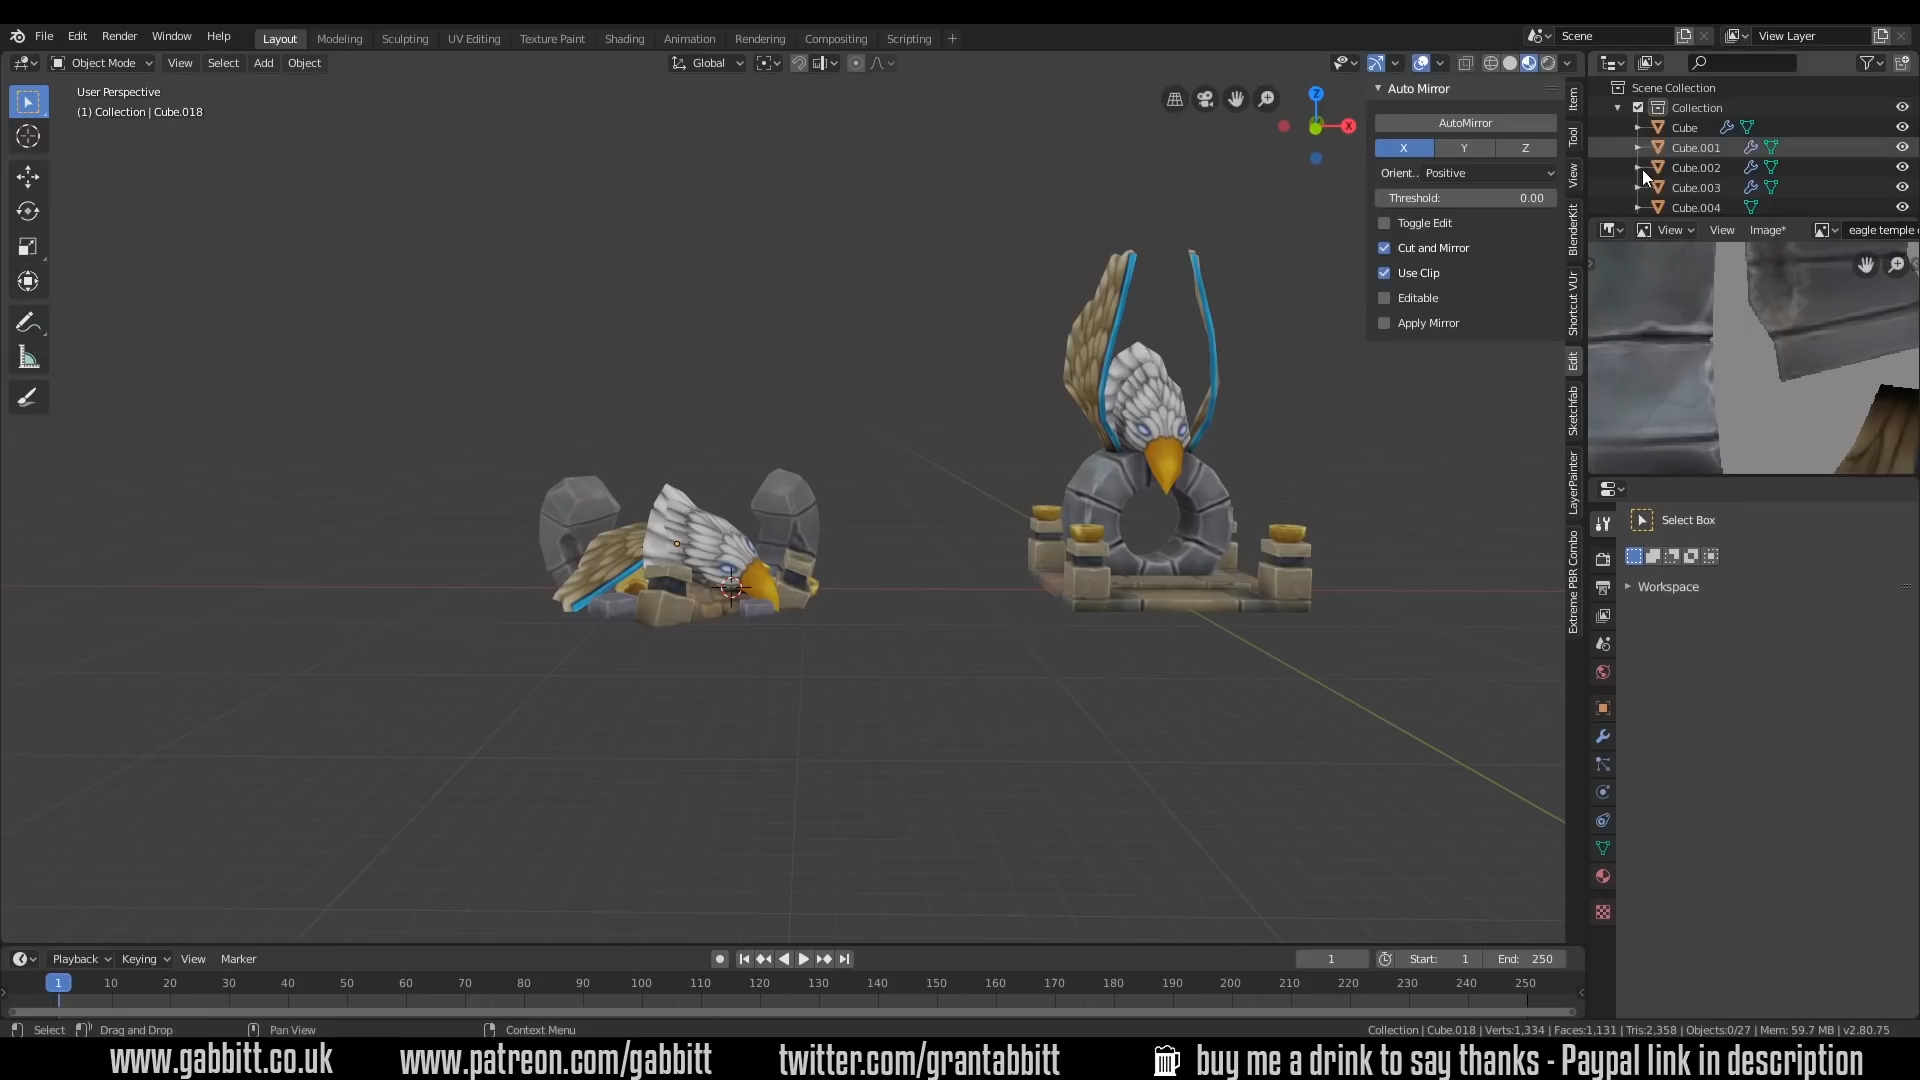 File Edit Render Window Help Layout Modeling Sculpting UV Editing Texture Paint Shading Animation Rendering Compositing Scripting + Scene View Layer
Object Mode View Select Add Object Global
User Perspective
(1) Collection | Cube.018
Z
X
Auto Mirror
AutoMirror
X Y Z
Orient.. Positive
Threshold: 0.00
Toggle Edit
Cut and Mirror
Use Clip
Editable
Apply Mirror
Item
Tool
View
BlenderKit
Shortcut VUr
Edit
Sketchfab
LayerPainter
Extreme PBR Combo
Scene Collection
Collection
Cube
Cube.001
Cube.002
Cube.003
Cube.004
View View Image* eagle temple
Select Box
Workspace
Playback Keying View Marker 1 Start: 1 End: 250
1 10 20 30 40 50 60 70 80 90 100 110 120 130 140 150 160 170 180 190 200 210 220 230 240 250
Select Drag and Drop Pan View Context Menu Collection | Cube.018 | Verts:1,334 | Faces:1,131 | Tris:2,358 | Objects:0/27 | Mem: 59.7 MB | v2.80.75
www.gabbitt.co.uk www.patreon.com/gabbitt twitter.com/grantabbitt buy me a drink to say thanks - Paypal link in description